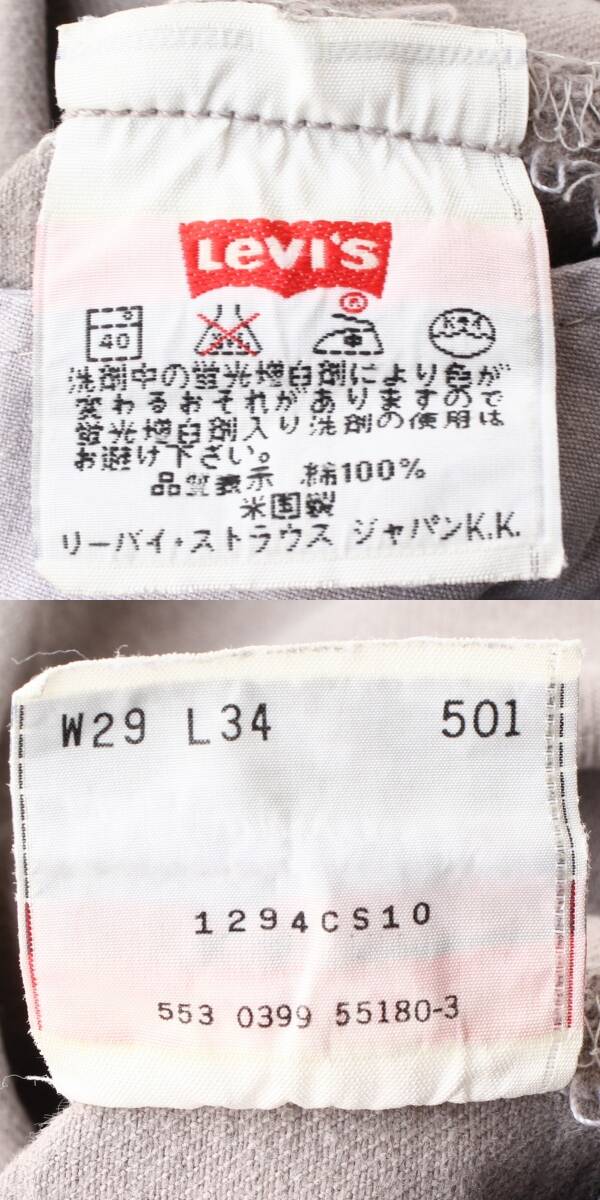 Levi's
®
40
洗剤中の蛍光増白剤により色が
変わるおそれがありますので
蛍光増白剤入り洗剤の使用は
お避け下さい。
品質表示 綿100%
米国製
リーバイ・ストラウス ジャパンK.K.
W29 L34 501
1294CS10
553 0399 55180-3